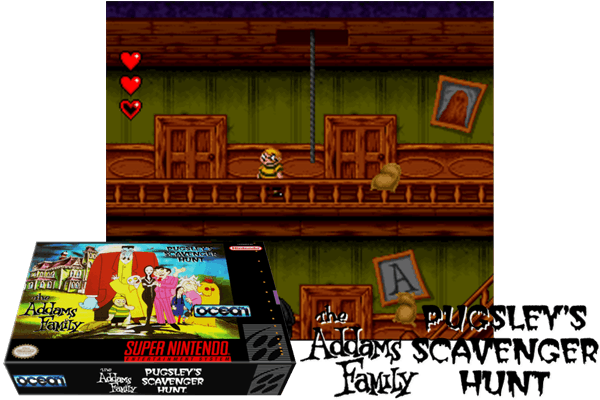 A
PUGSLEY'S
SCAVENGER
HUNT
Nintendo
the
Addams
Family
ocean
SUPER NINTENDO
ENTERTAINMENT SYSTEM
ocean
the
Addams
Family
PUGSLEY'S
SCAVENGER
HUNT
the
Addams
Family
PUGSLEY'S
SCAVENGER
HUNT